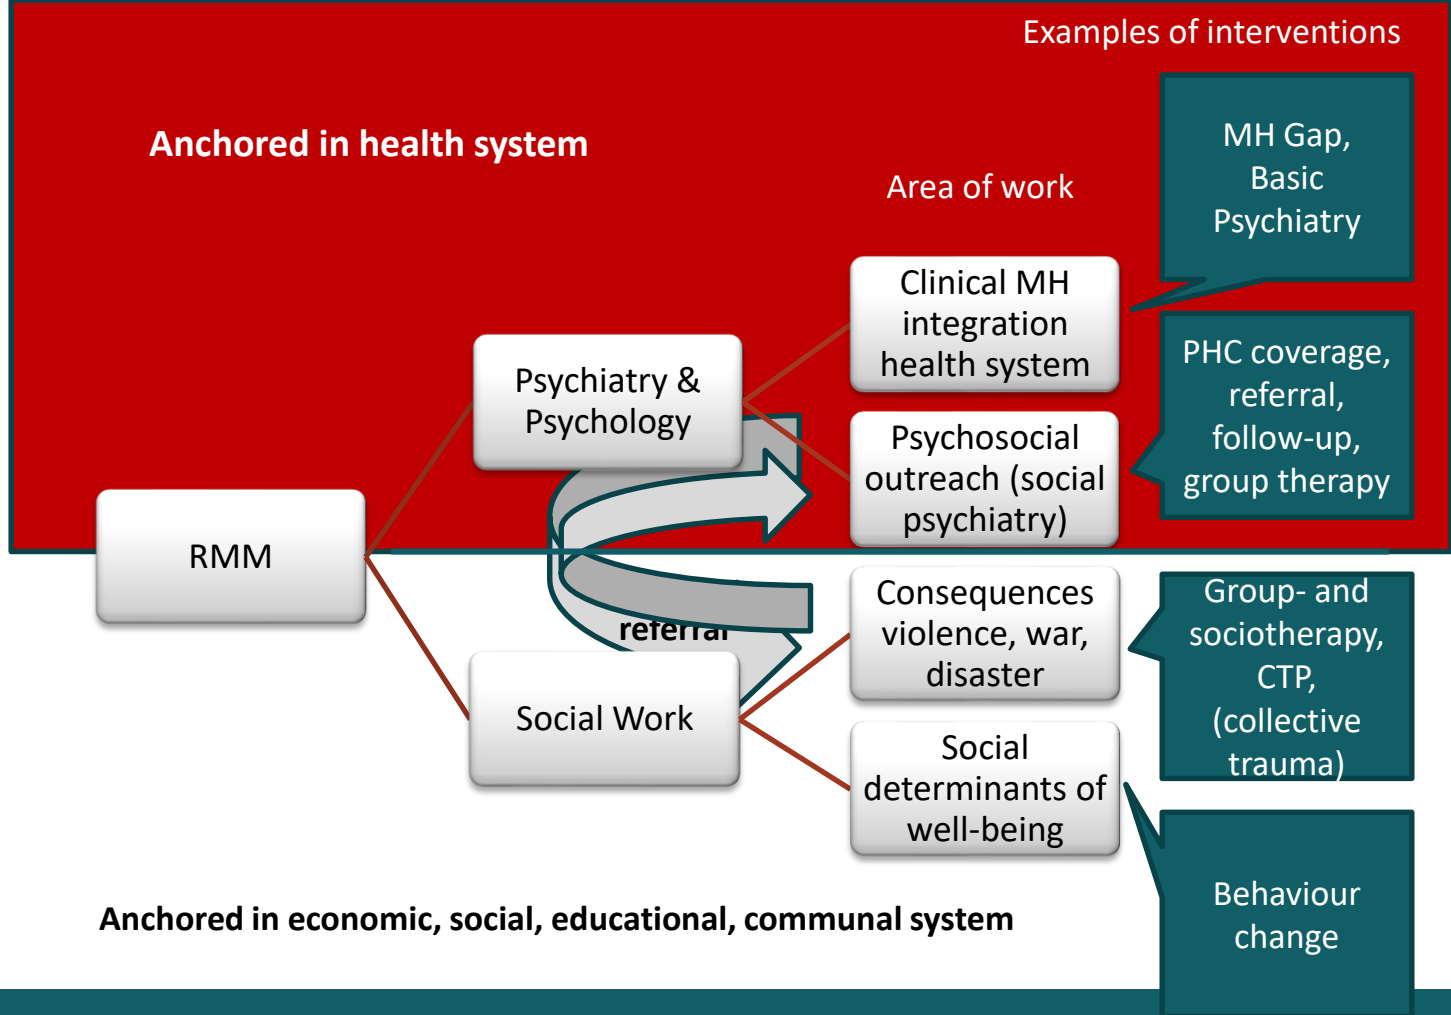 Examples of interventions
Anchored in health system
Area of work
MH Gap,
Basic
Psychiatry
Clinical MH
integration
health system
PHC coverage,
referral,
follow-up,
group therapy
Psychiatry &
Psychology
Psychosocial
outreach (social
psychiatry)
RMM
referral
Consequences
violence, war,
disaster
Group- and
sociotherapy,
CTP,
(collective
trauma)
Social Work
Social
determinants of
well-being
Behaviour
change
Anchored in economic, social, educational, communal system